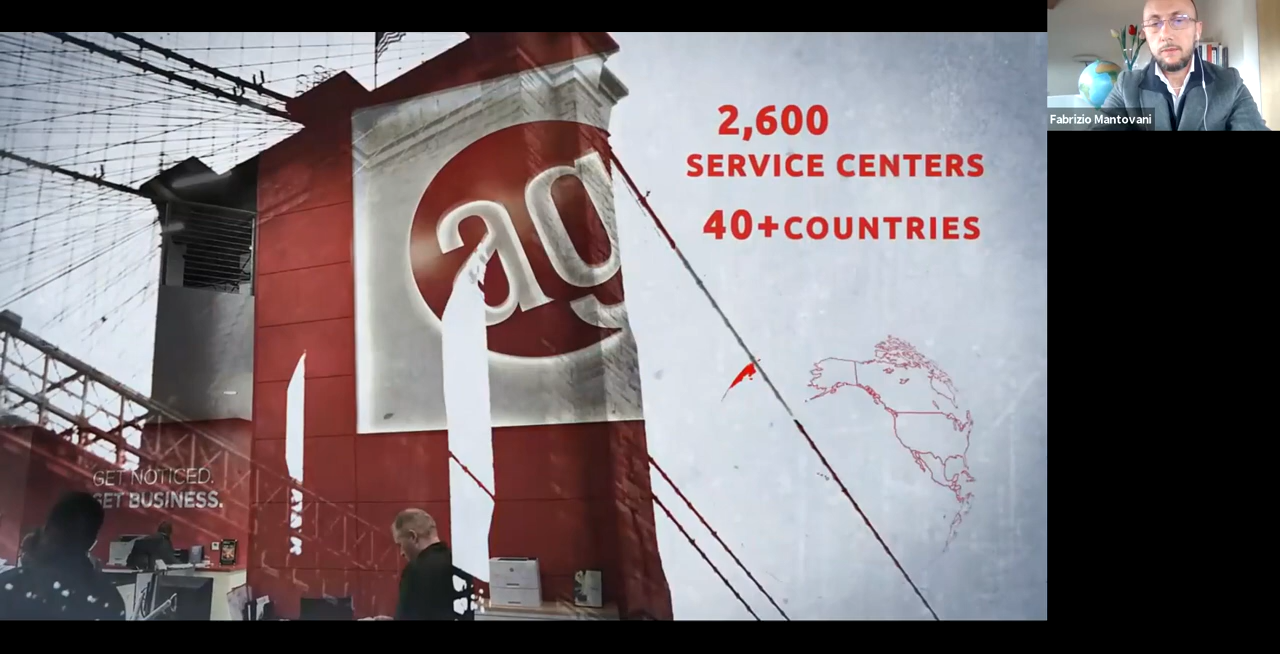 2,600
SERVICE CENTERS
40+COUNTRIES
ag
GET NOTICED.
GET BUSINESS.
Fabrizio Mantovani